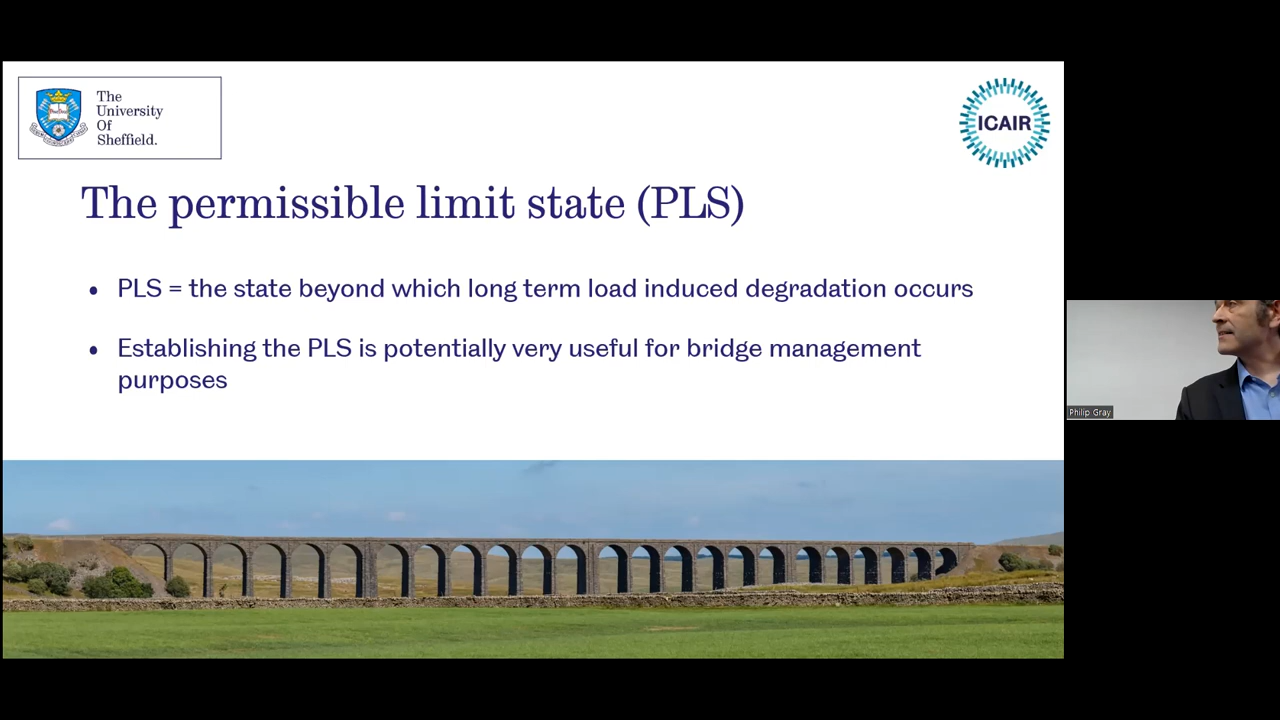 The
University
Of
Sheffield.
ICAIR
The permissible limit state (PLS)
• PLS = the state beyond which long term load induced degradation occurs
• Establishing the PLS is potentially very useful for bridge management
purposes
Philip Gray